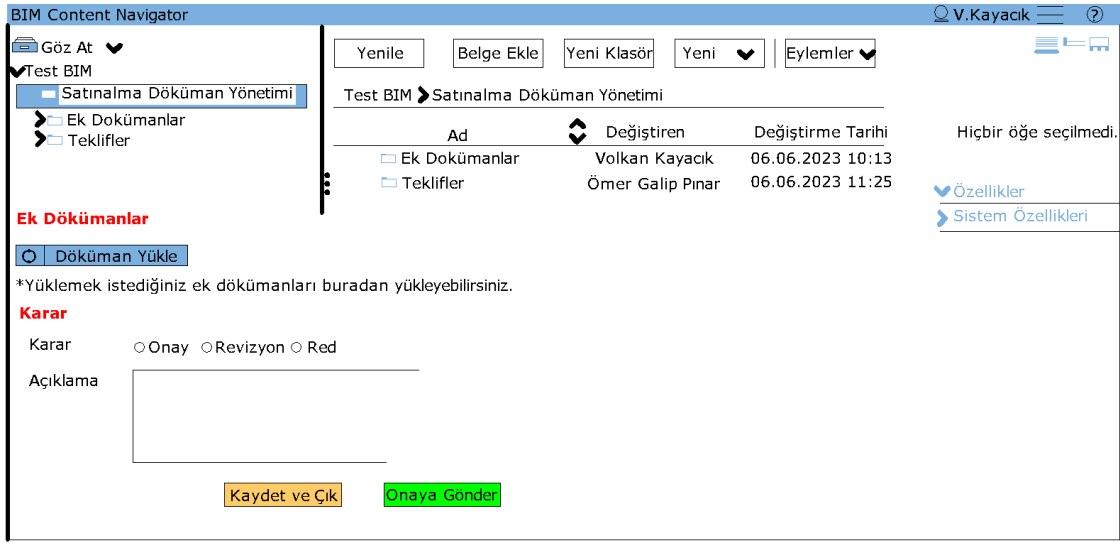 BIM Content Navigator
V.Kayacık
?
Göz At
Test BIM
Satınalma Döküman Yönetimi
Ek Dokümanlar
Teklifler
Yenile
Belge Ekle
Yeni Klasör
Yeni
Eylemler
Test BIM Satınalma Döküman Yönetimi
Ad Değiştiren Değiştirme Tarihi
Ek Dokümanlar Volkan Kayacık 06.06.2023 10:13
Teklifler Ömer Galip Pınar 06.06.2023 11:25
Hiçbir öğe seçilmedi.
Özellikler
Sistem Özellikleri
Ek Dökümanlar
Döküman Yükle
*Yüklemek istediğiniz ek dökümanları buradan yükleyebilirsiniz.
Karar
Karar Onay Revizyon Red
Açıklama
Kaydet ve Çık
Onaya Gönder